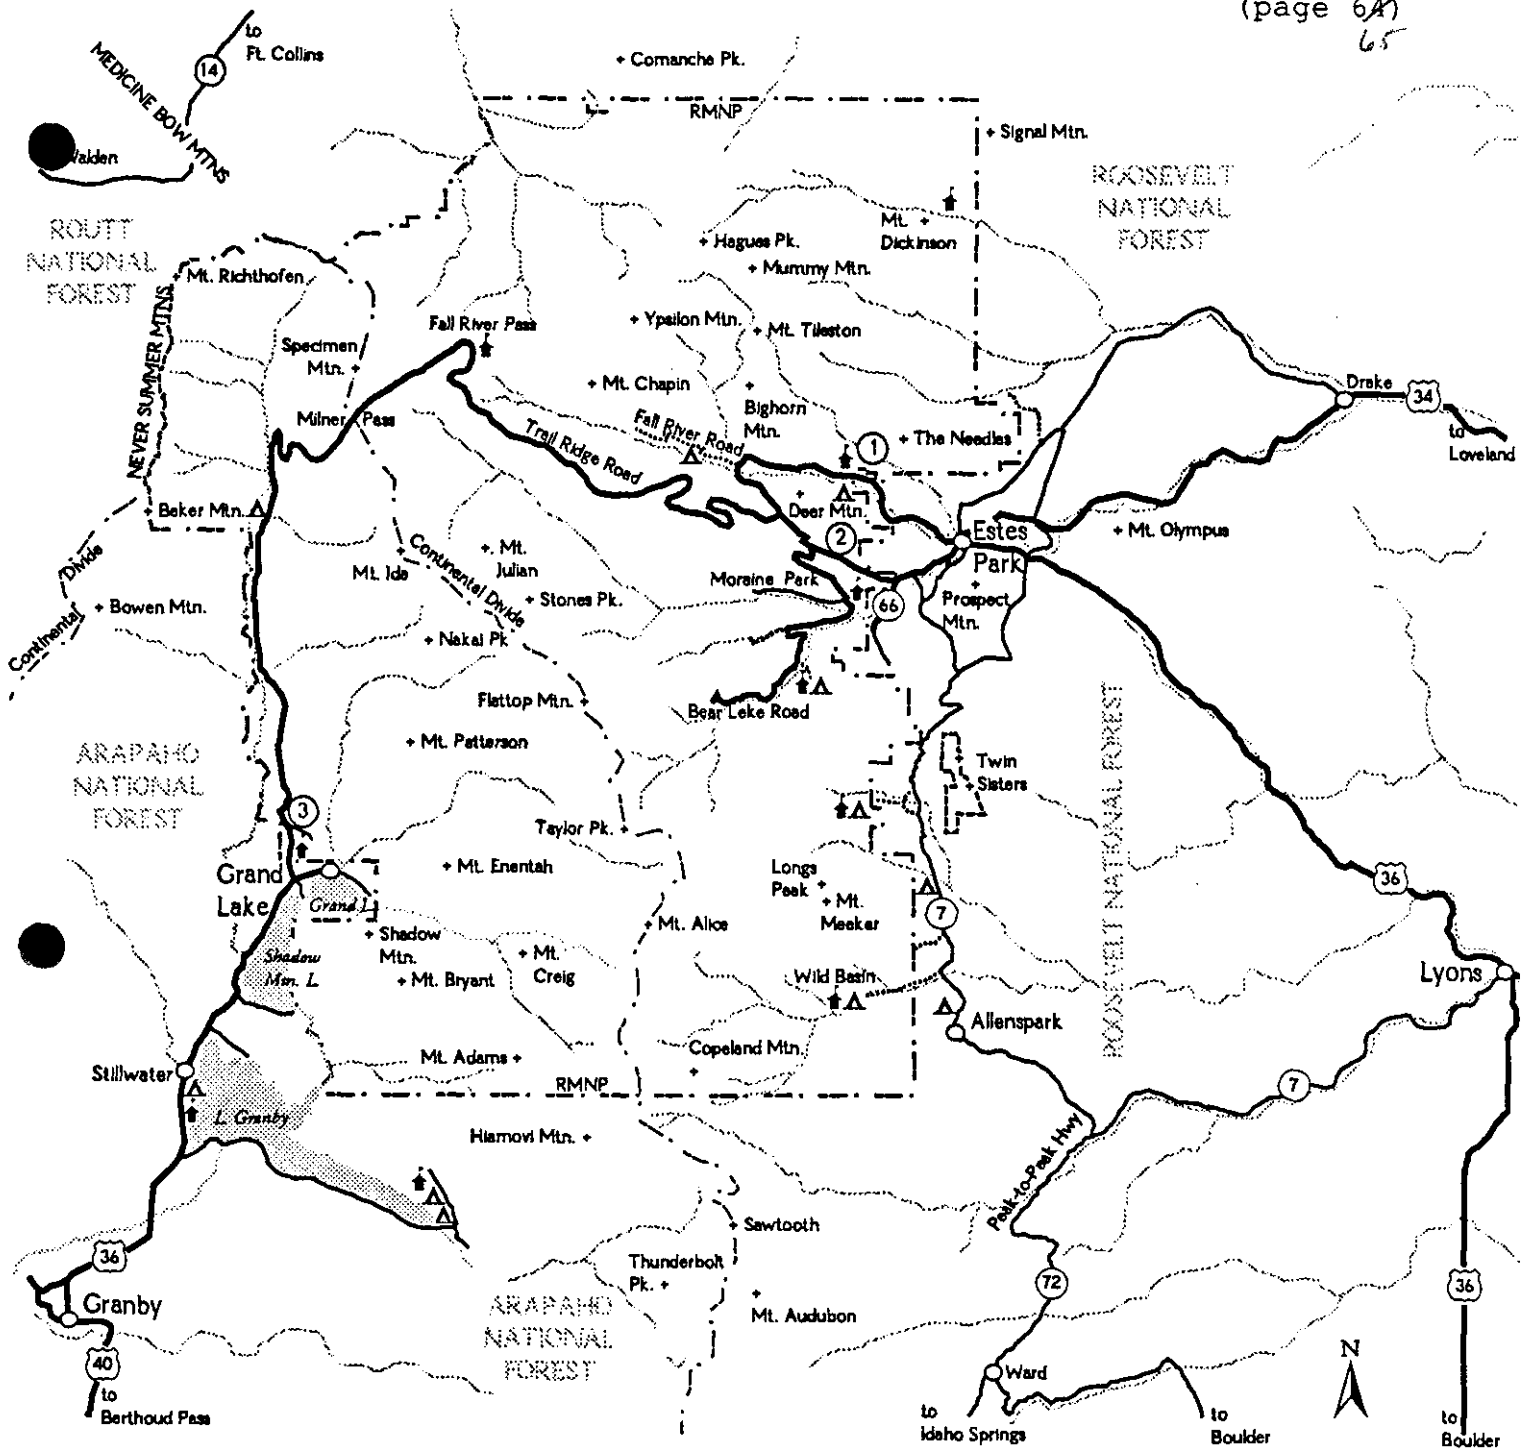 (page 64)
65
to
Ft. Collins
14
MEDICINE BOW MTNS
Walden
Comanche Pk.
RMNP
Signal Mtn.
ROOSEVELT
NATIONAL
FOREST
ROUTT
NATIONAL
FOREST
Mt.
Dickinson
Hagues Pk.
Mummy Mtn.
Mt. Richthofen
NEVER SUMMER MTNS
Fall River Pass
Ypsilon Mtn.
Mt. Tileston
Specimen
Mtn.
Mt. Chapin
Bighorn
Mtn.
Drake
34
to
Loveland
Milner Pass
Fall River Road
Trail Ridge Road
1
The Needles
Baker Mtn.
Deer Mtn.
2
Estes
Park
Mt. Olympus
Continental Divide
Mt. Ida
Continental Divide
Mt.
Julian
Moraine Park
Bowen Mtn.
Stones Pk.
66
Prospect
Mtn.
Nakai Pk
Flattop Mtn.
Bear Lake Road
ROOSEVELT NATIONAL FOREST
Mt. Patterson
ARAPAHO
NATIONAL
FOREST
Twin
Sisters
3
Taylor Pk.
Mt. Enentah
Grand
Lake
Grand L.
Longs
Peak
Mt.
Meeker
36
7
Shadow
Mtn.
Mt. Alice
Shadow
Mtn. L
Mt. Bryant
Mt.
Creig
Wild Basin
Lyons
Allenspark
Stillwater
Mt. Adams
Copeland Mtn.
RMNP
7
L. Granby
Hiamovi Mtn.
Peak-to-Peak Hwy
Sawtooth
36
Thunderbolt
Pk.
72
36
Granby
ARAPAHO
NATIONAL
FOREST
Mt. Audubon
40
to
Berthoud Pass
Ward
N
to
Idaho Springs
to
Boulder
to
Boulder